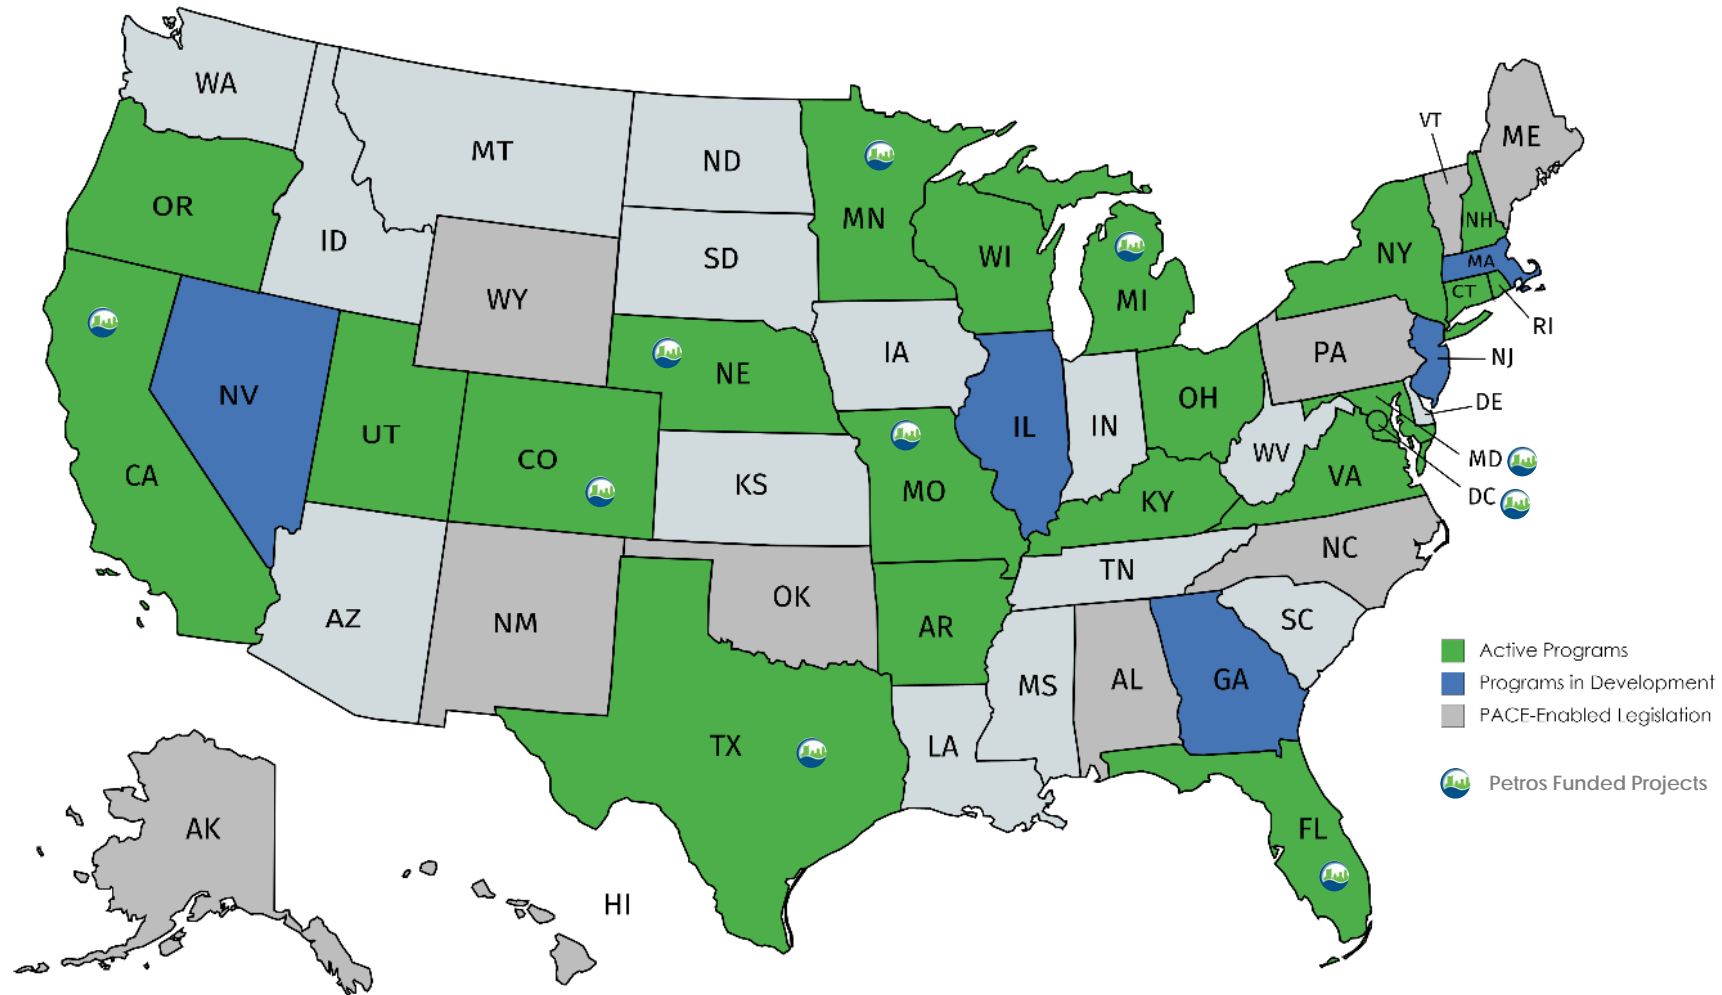 WA
MT
ND
MN
VT
ME
OR
ID
SD
WI
NH
NY
MA
WY
MI
CT
RI
IA
PA
NJ
NV
NE
OH
DE
UT
CO
IL
IN
WV
MD
CA
KS
MO
KY
VA
DC
NC
TN
AZ
NM
OK
AR
SC
MS
AL
GA
TX
LA
FL
AK
HI
Active Programs
Programs in Development
PACE-Enabled Legislation
Petros Funded Projects